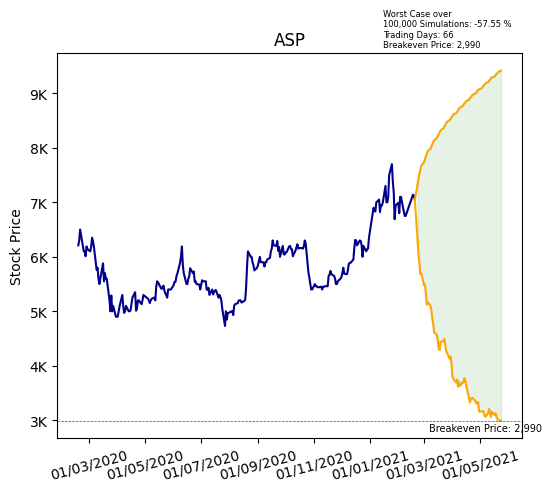 Worst Case over
100,000 Simulations: -57.55 %
Trading Days: 66
Breakeven Price: 2,990
ASP
Stock Price
9K
8K
7K
6K
5K
4K
3K
Breakeven Price: 2,990
01/03/2020
01/05/2020
01/07/2020
01/09/2020
01/11/2020
01/01/2021
01/03/2021
01/05/2021